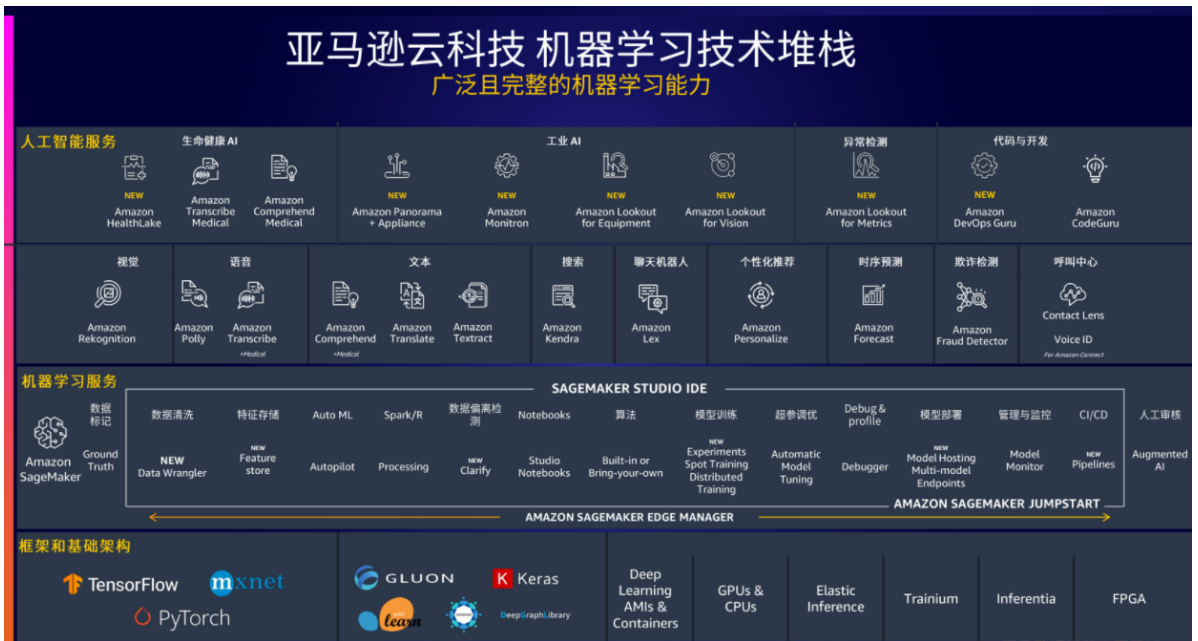 亚马逊云科技 机器学习技术堆栈
广泛且完整的机器学习能力
人工智能服务
生命健康 AI
NEW
Amazon
HealthLake
Amazon
Transcribe
Medical
Amazon
Comprehend
Medical
工业 AI
NEW
Amazon Panorama
+ Appliance
NEW
Amazon
Monitron
NEW
Amazon Lookout
for Equipment
NEW
Amazon Lookout
for Vision
异常检测
NEW
Amazon Lookout
for Metrics
代码与开发
NEW
Amazon
DevOps Guru
Amazon
CodeGuru
视觉
Amazon
Rekognition
语音
Amazon
Polly
Amazon
Transcribe
+Medical
文本
Amazon
Comprehend
+Medical
Amazon
Translate
Amazon
Textract
搜索
Amazon
Kendra
聊天机器人
Amazon
Lex
个性化推荐
Amazon
Personalize
时序预测
Amazon
Forecast
欺诈检测
Amazon
Fraud Detector
呼叫中心
Contact Lens
Voice ID
For Amazon Connect
机器学习服务
Amazon
SageMaker
SAGEMAKER STUDIO IDE
数据
标记
Ground
Truth
数据清洗
NEW
Data Wrangler
特征存储
NEW
Feature
store
Auto ML
Autopilot
Spark/R
Processing
数据偏离检
测
NEW
Clarify
Notebooks
Studio
Notebooks
算法
Built-in or
Bring-your-own
模型训练
NEW
Experiments
Spot Training
Distributed
Training
超参调优
Automatic
Model
Tuning
Debug &
profile
Debugger
模型部署
NEW
Model Hosting
Multi-model
Endpoints
管理与监控
Model
Monitor
CI/CD
NEW
Pipelines
人工审核
Augmented
AI
AMAZON SAGEMAKER JUMPSTART
AMAZON SAGEMAKER EDGE MANAGER
框架和基础架构
TensorFlow
mxnet
PyTorch
GLUON
K Keras
learn
DeepGraphLibrary
Deep
Learning
AMIs &
Containers
GPUs &
CPUs
Elastic
Inference
Trainium
Inferentia
FPGA